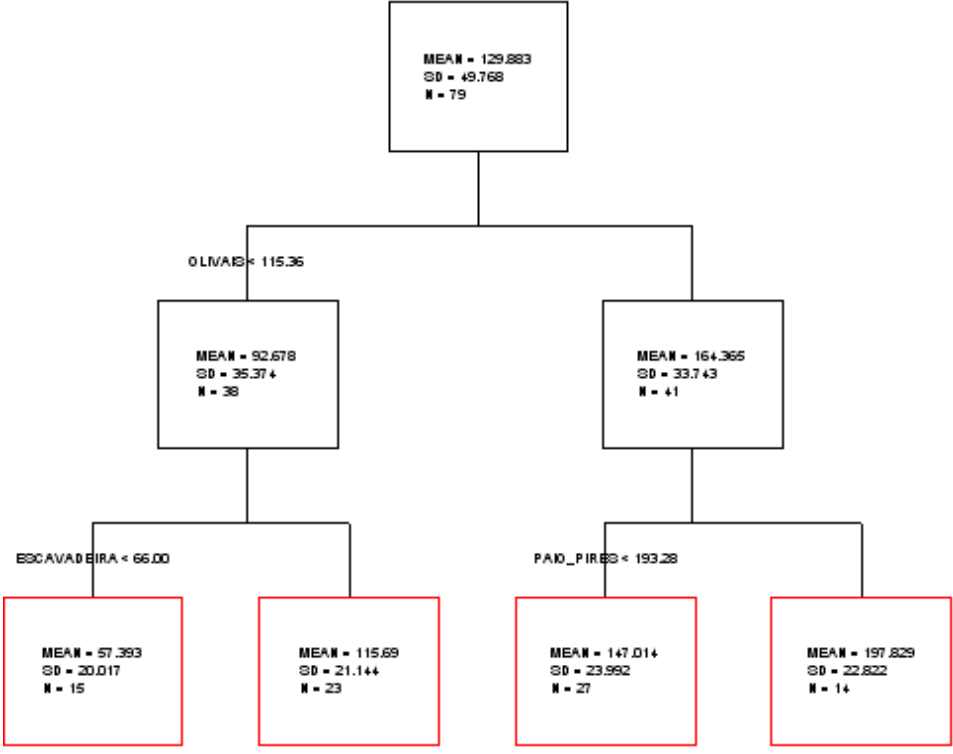 MEAN = 129.883
SD = 49.768
N = 79
OLIVAIS < 115.36
MEAN = 92.678
SD = 35.374
N = 38
MEAN = 164.365
SD = 33.743
N = 41
ESCAVADEIRA < 66.00
PAIO_PIRES < 193.28
MEAN = 57.393
SD = 20.017
N = 15
MEAN = 115.69
SD = 21.144
N = 23
MEAN = 147.014
SD = 23.992
N = 27
MEAN = 197.829
SD = 22.822
N = 14